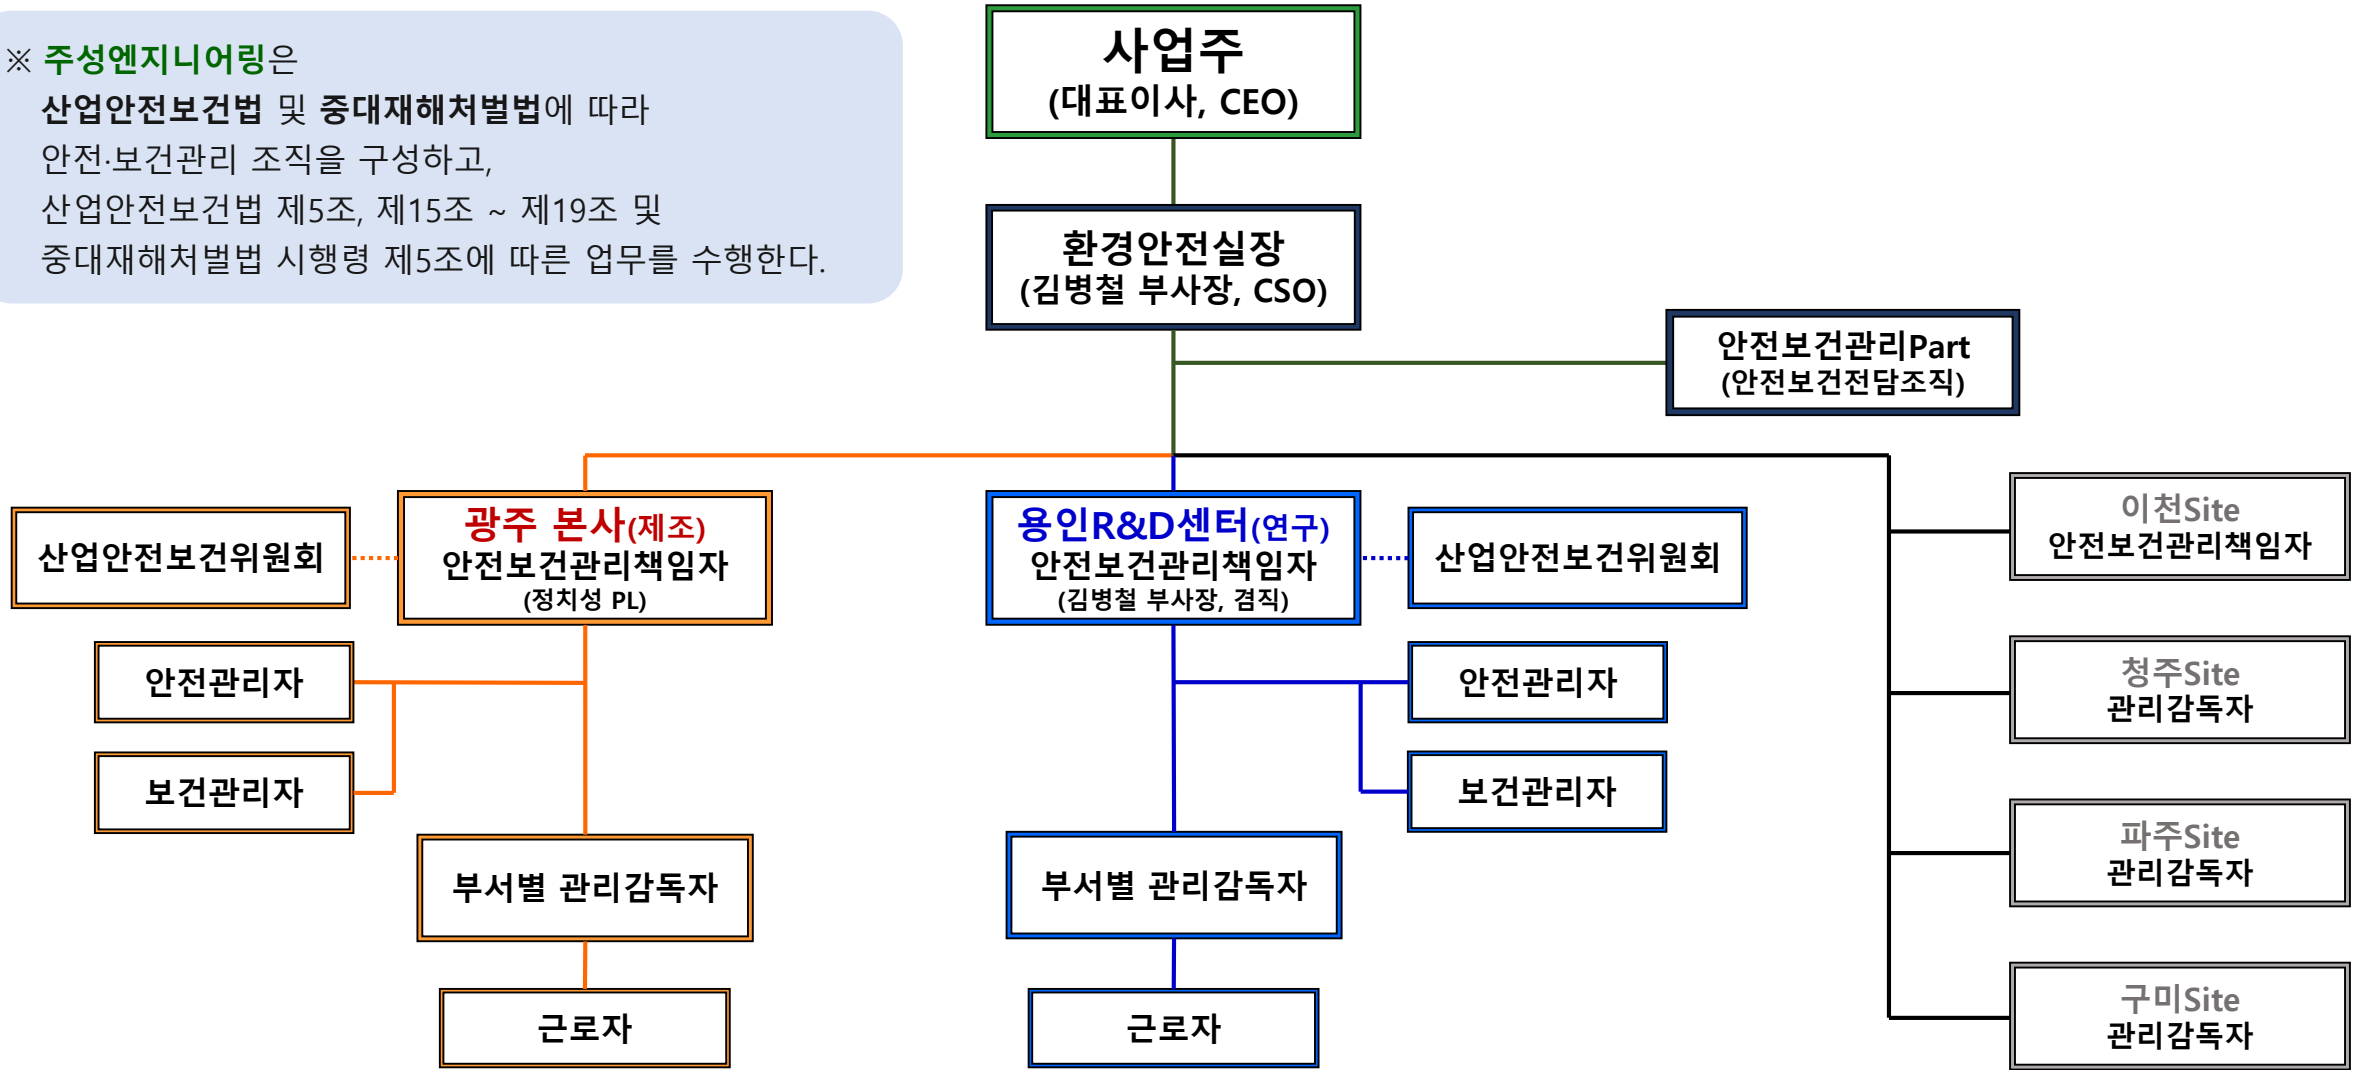 ※ 주성엔지니어링은
산업안전보건법 및 중대재해처벌법에 따라
안전·보건관리 조직을 구성하고,
산업안전보건법 제5조, 제15조 ~ 제19조 및
중대재해처벌법 시행령 제5조에 따른 업무를 수행한다.
사업주
(대표이사, CEO)
환경안전실장
(김병철 부사장, CSO)
안전보건관리Part
(안전보건전담조직)
산업안전보건위원회
광주 본사(제조)
안전보건관리책임자
(정치성 PL)
안전관리자
보건관리자
부서별 관리감독자
근로자
용인R&D센터(연구)
안전보건관리책임자
(김병철 부사장, 겸직)
산업안전보건위원회
안전관리자
보건관리자
부서별 관리감독자
근로자
이천Site
안전보건관리책임자
청주Site
관리감독자
파주Site
관리감독자
구미Site
관리감독자